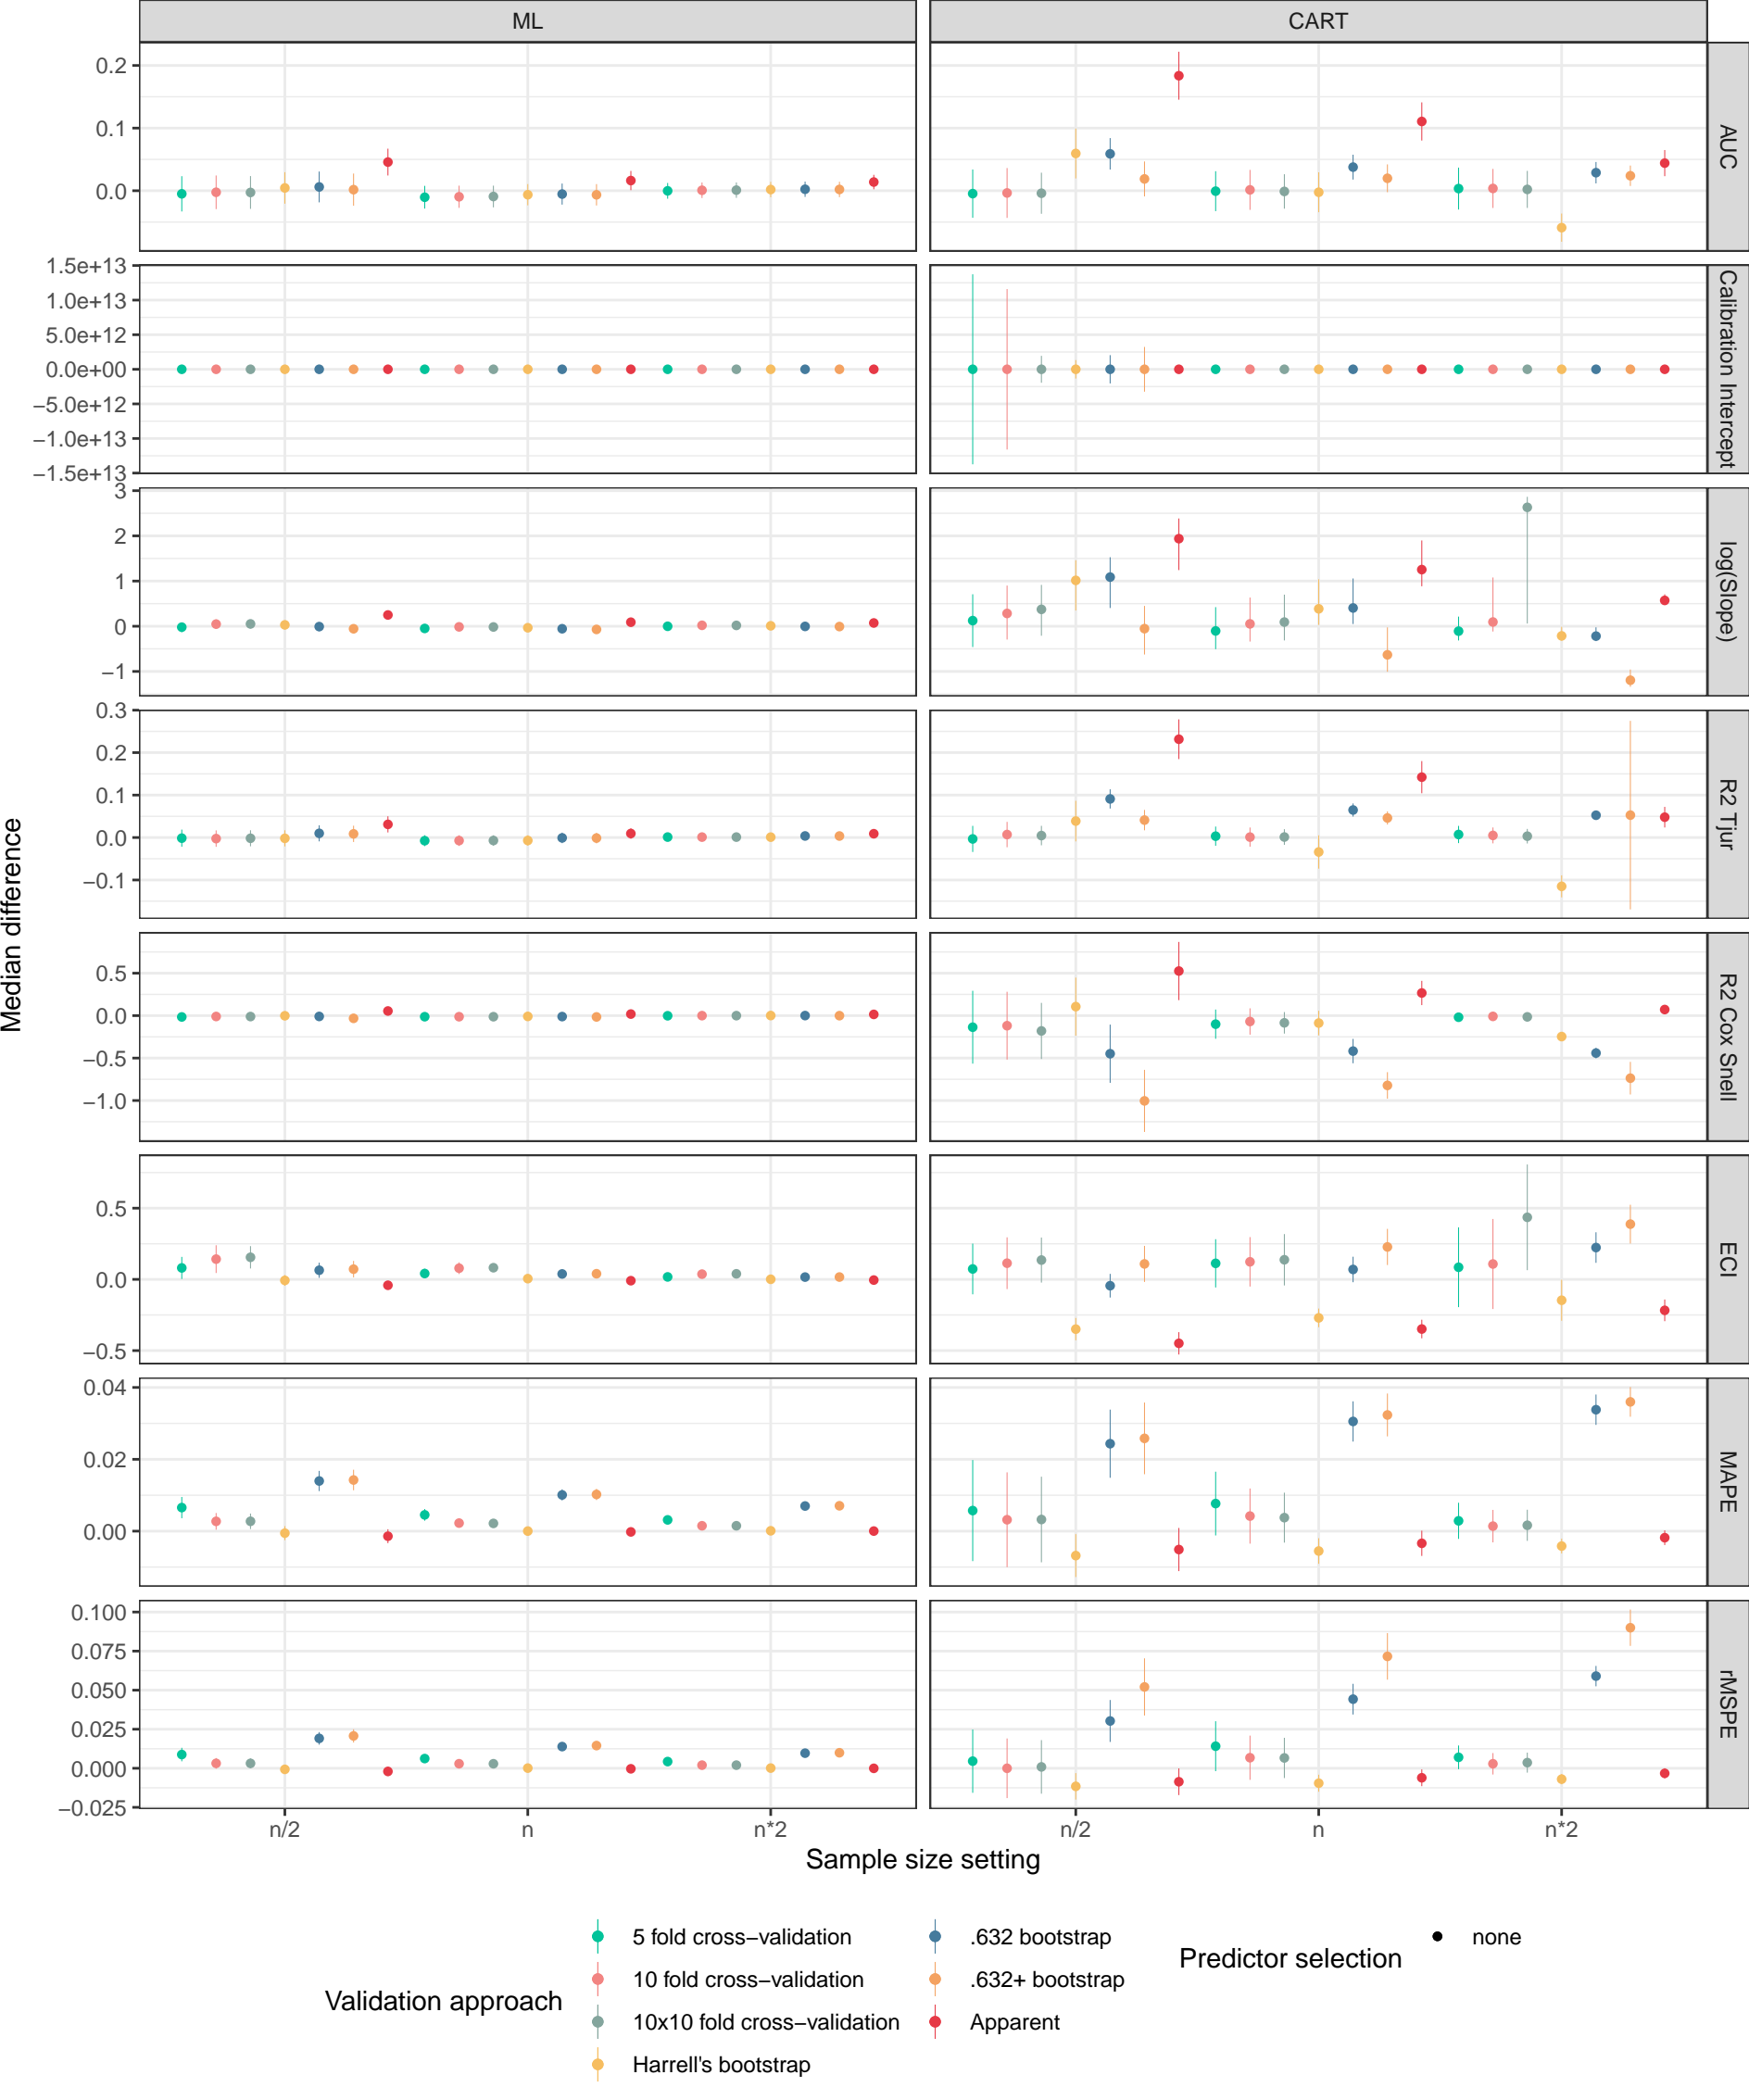 ML
CART
0.2
0.1
0.0
AUC
1.5e+13
1.0e+13
5.0e+12
0.0e+00
−5.0e+12
−1.0e+13
−1.5e+13
Calibration Intercept
3
2
1
0
−1
log(Slope)
0.3
0.2
0.1
0.0
−0.1
R2 Tjur
0.5
0.0
−0.5
−1.0
R2 Cox Snell
0.5
0.0
−0.5
ECI
0.04
0.02
0.00
MAPE
0.100
0.075
0.050
0.025
0.000
−0.025
rMSPE
Median difference
n/2
n
n*2
n/2
n
n*2
Sample size setting
Validation approach
5 fold cross−validation
10 fold cross−validation
10x10 fold cross−validation
Harrell's bootstrap
.632 bootstrap
.632+ bootstrap
Apparent
Predictor selection
none